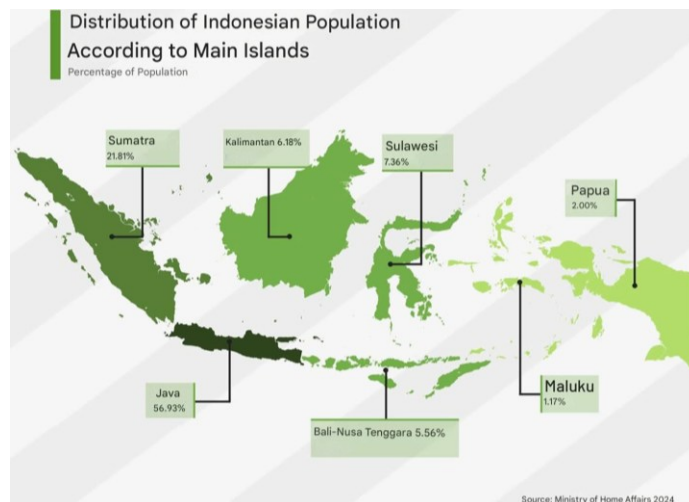 Distribution of Indonesian Population
According to Main Islands
Percentage of Population
Sumatra
21.81%
Kalimantan 6.18%
Sulawesi
7.36%
Papua
2.00%
Java
56.93%
Bali-Nusa Tenggara 5.56%
Maluku
1.17%
Source: Ministry of Home Affairs 2024